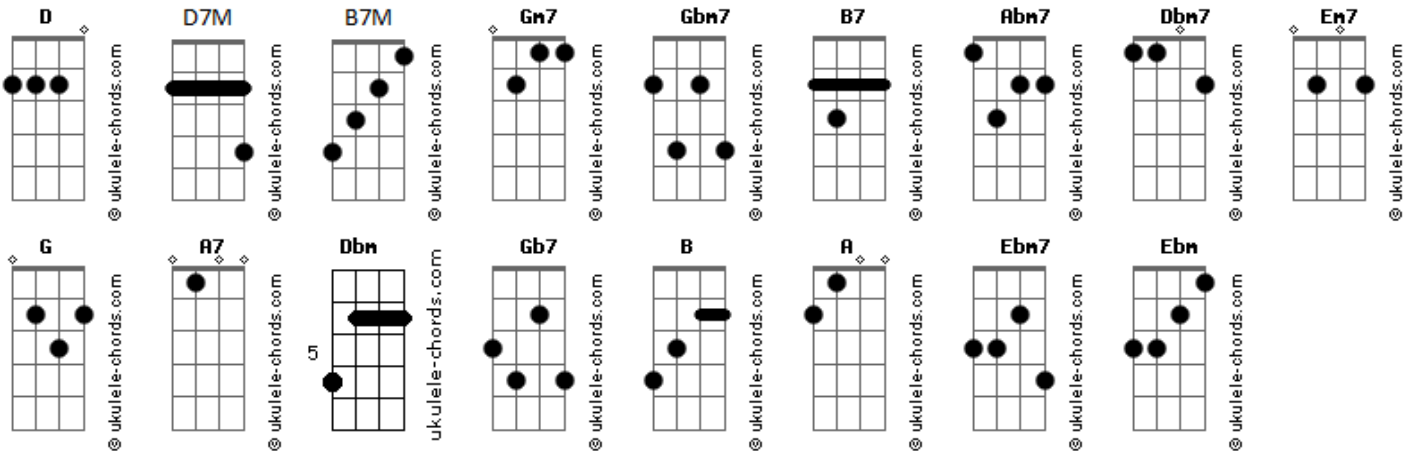 D D7M B7M Gm7 Gbm7 B7 Abm7 Dbm7 Em7
© ukulele-chords.com © ukulele-chords.com © ukulele-chords.com © ukulele-chords.com © ukulele-chords.com © ukulele-chords.com © ukulele-chords.com © ukulele-chords.com © ukulele-chords.com
G A7 Dbm Gb7 B A Ebm7 Ebm
5
© ukulele-chords.com © ukulele-chords.com ukulele-chords.com © ukulele-chords.com © ukulele-chords.com © ukulele-chords.com © ukulele-chords.com © ukulele-chords.com